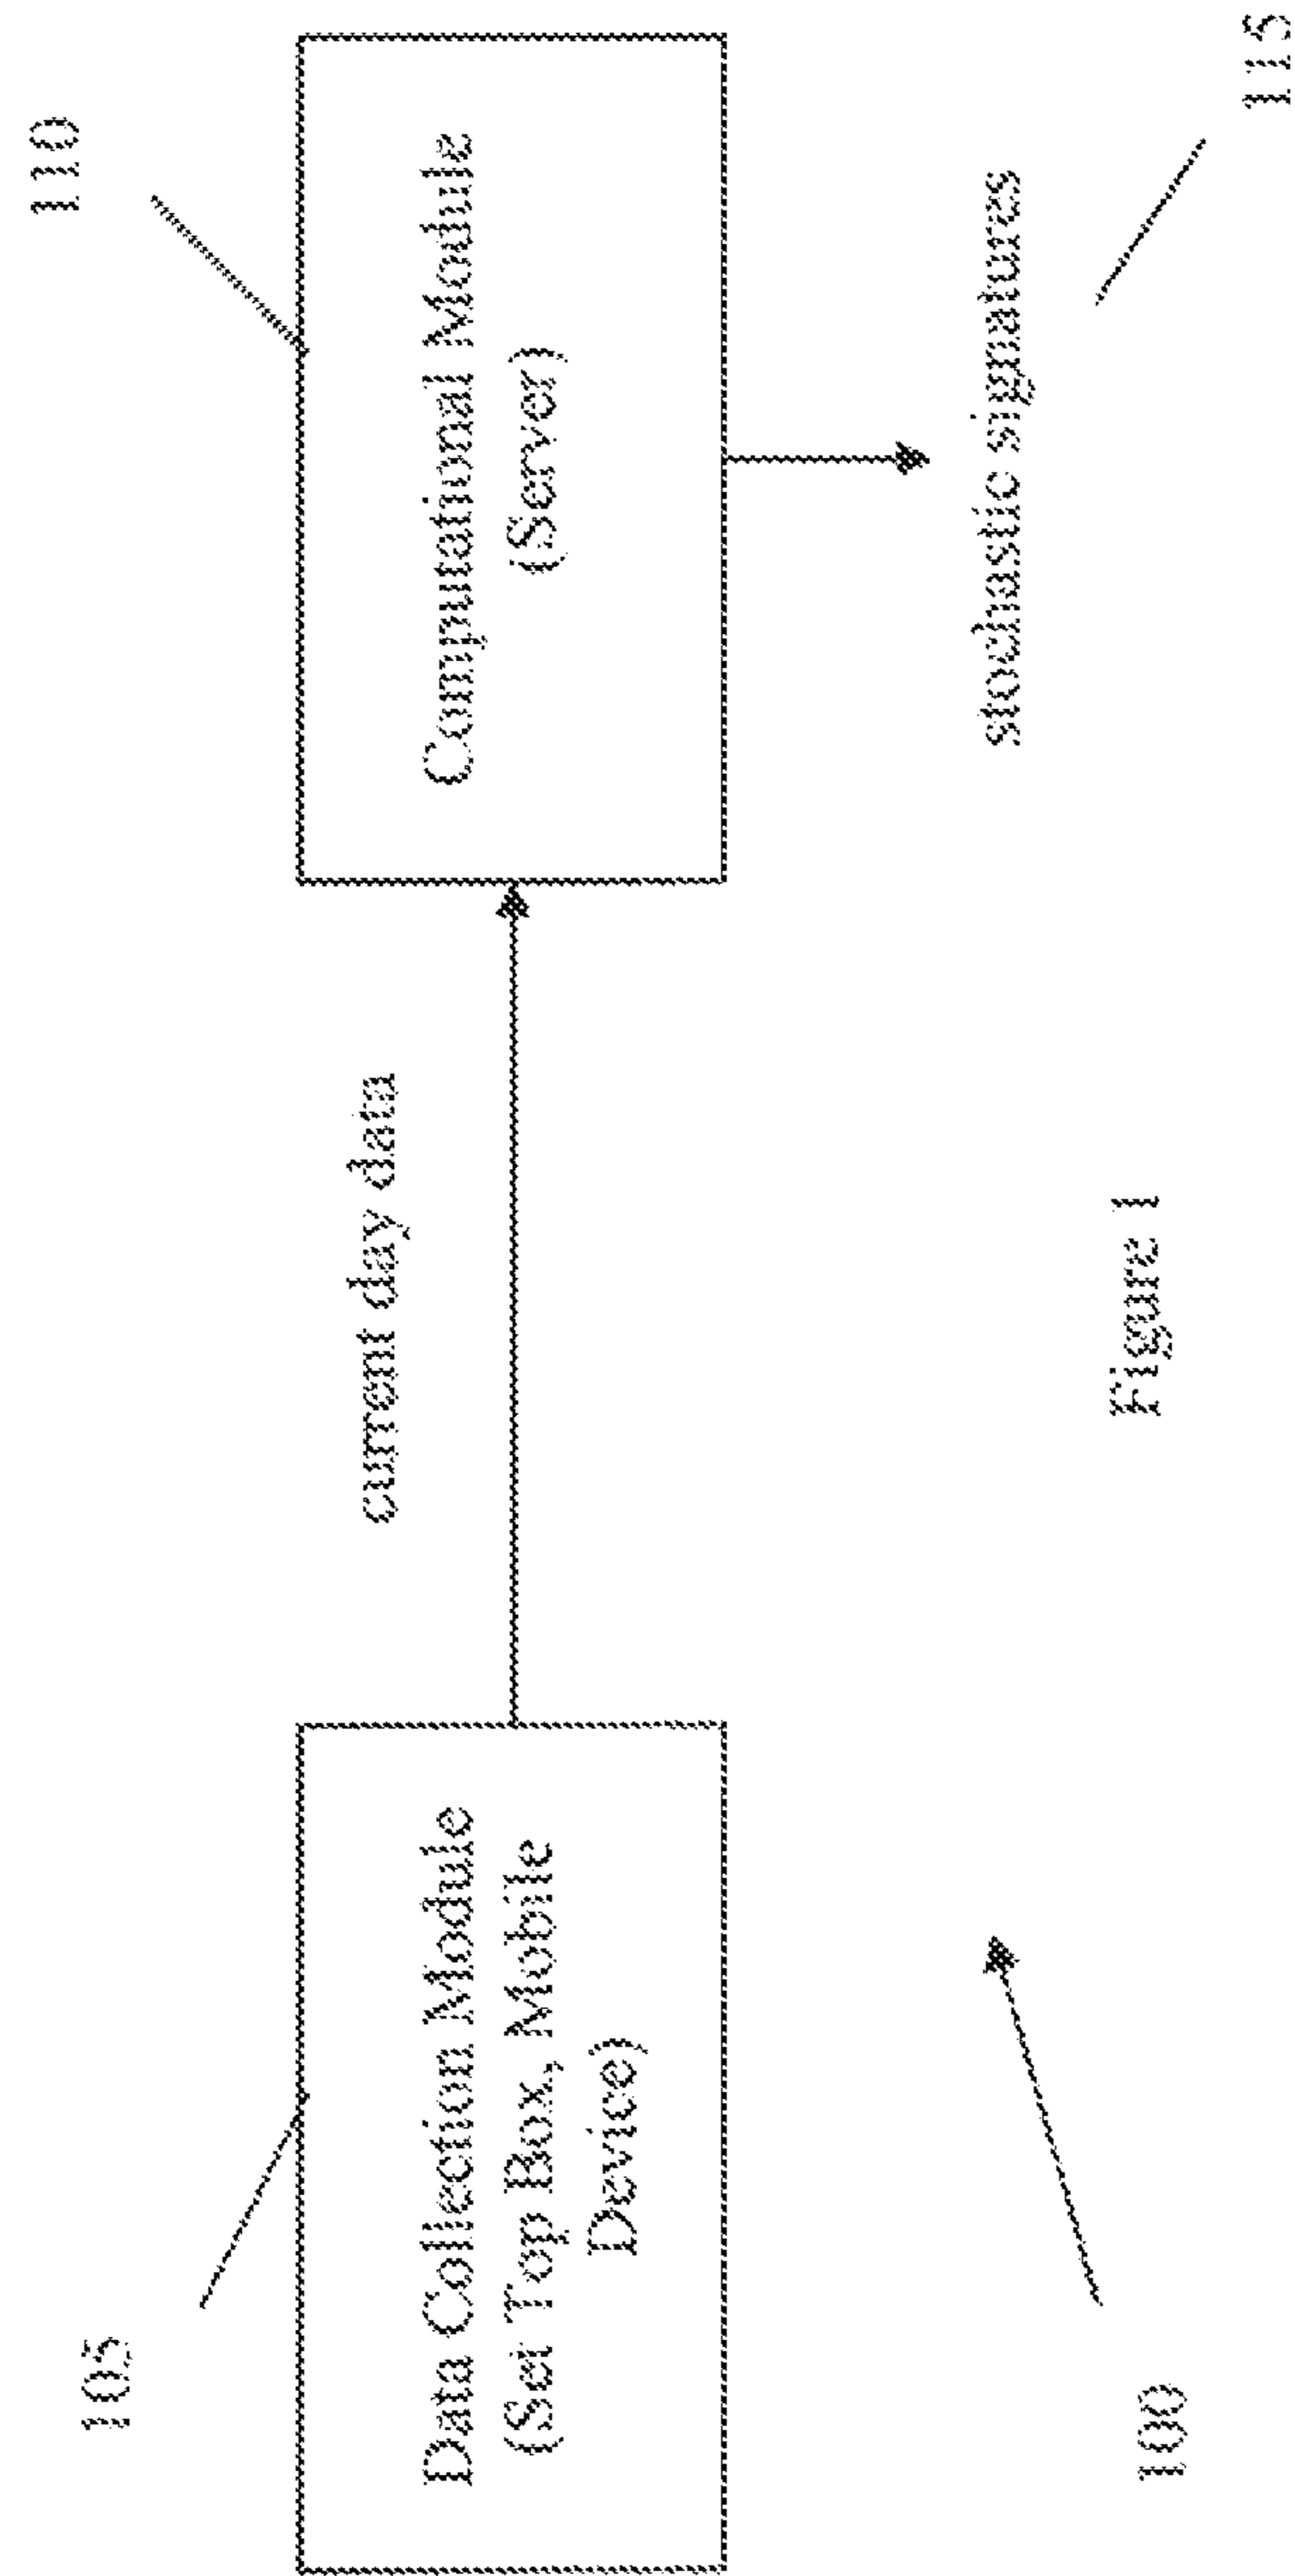 105
110
Data Collection Module
(Set Top Box, Mobile
Device)
current day data
Computational Module
(Server)
stochastic signatures
115
100
Figure 1